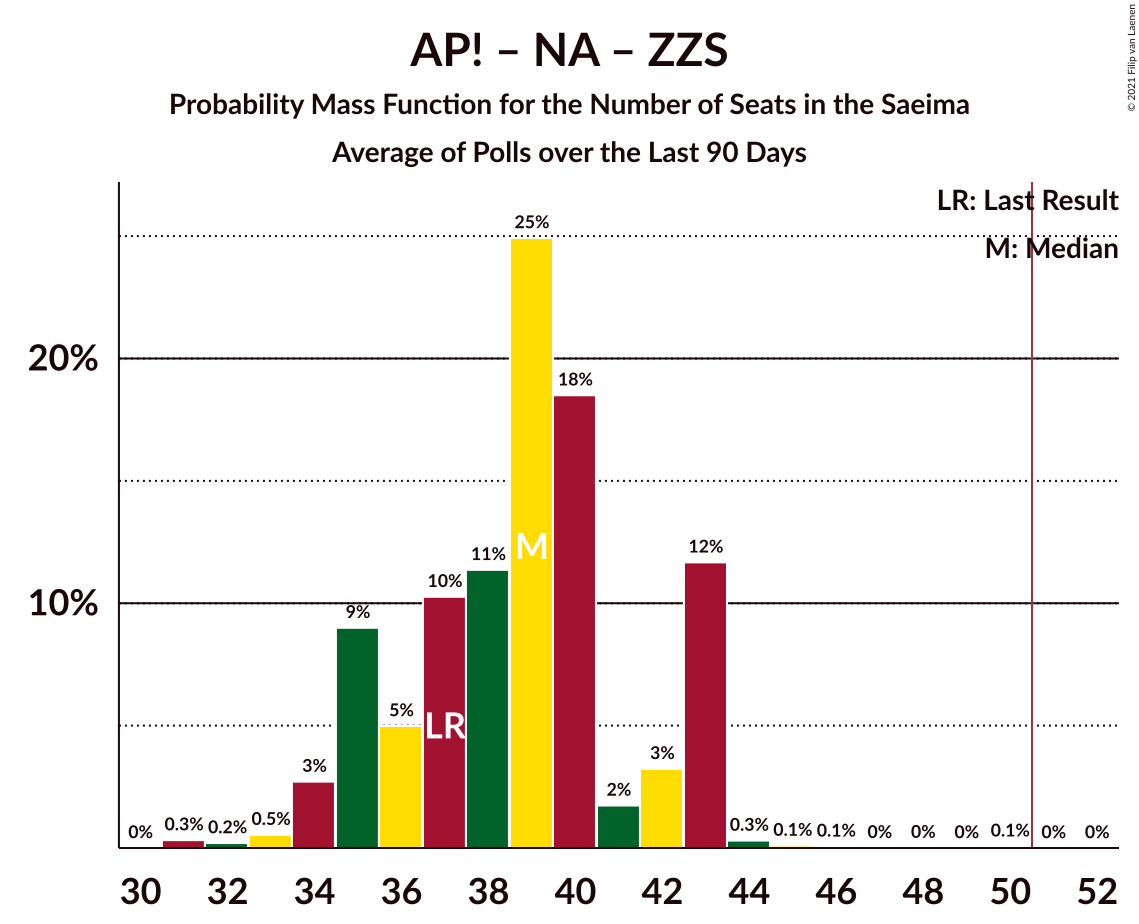 AP! – NA – ZZS
Probability Mass Function for the Number of Seats in the Saeima
Average of Polls over the Last 90 Days
© 2021 Filip van Laenen
LR: Last Result
M: Median
20%
10%
0%
0.3%
0.2%
0.5%
3%
9%
5%
10%
11%
25%
18%
2%
3%
12%
0.3%
0.1%
0.1%
0%
0%
0%
0.1%
0%
0%
LR
M
30 32 34 36 38 40 42 44 46 48 50 52